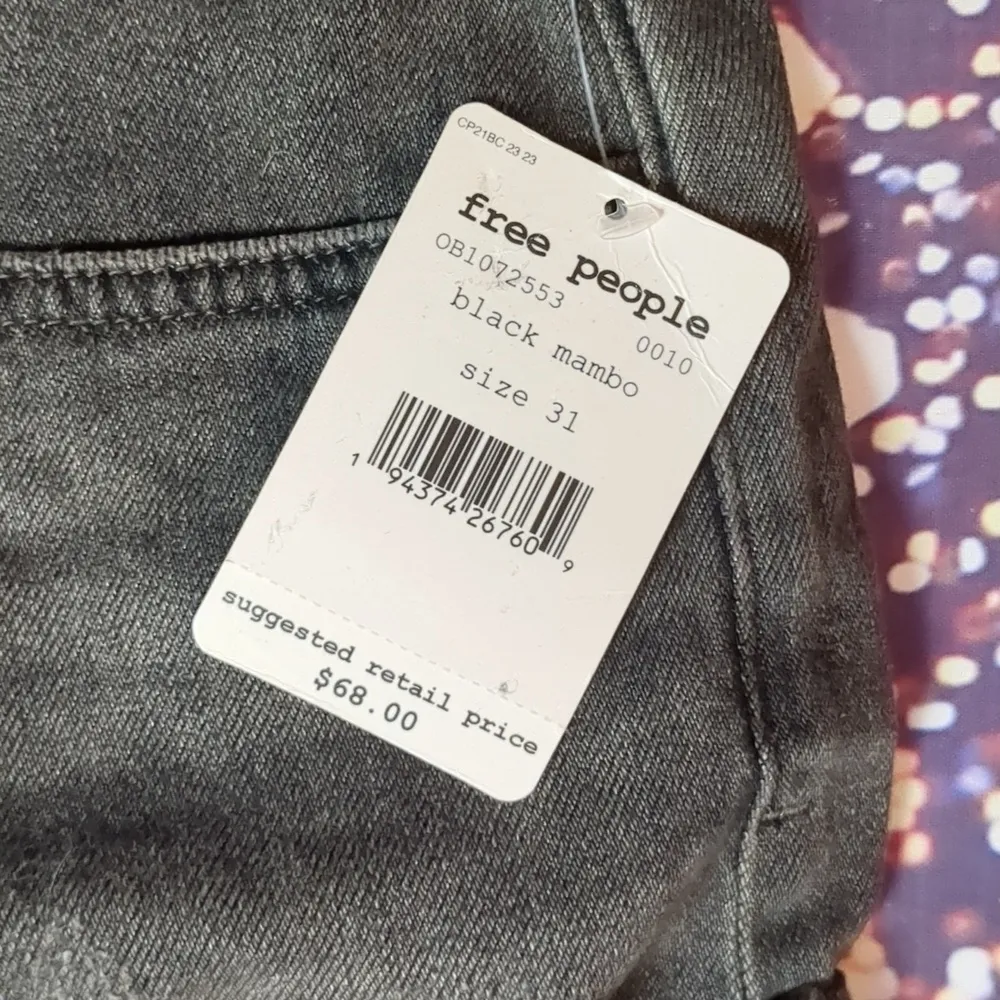 CP21BC 23 23
free people
OB1072553 0010
black mambo
size 31
1 94374 26760 9
suggested retail price
$68.00